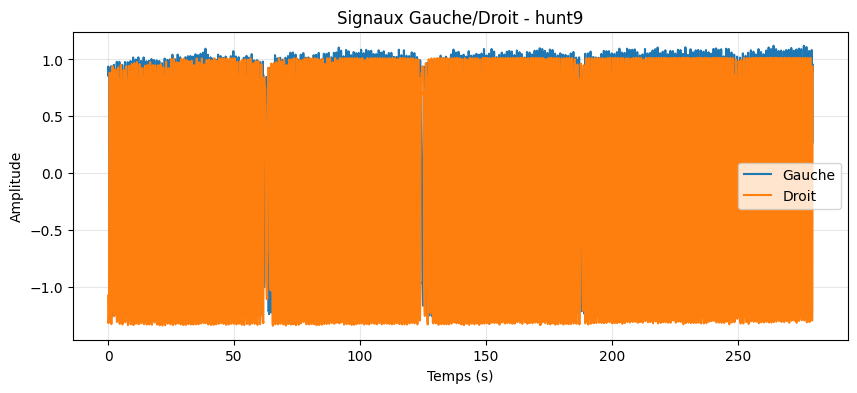 Signaux Gauche/Droit - hunt9
1.0
0.5
0.0
−0.5
−1.0
Amplitude
Gauche
Droit
0 50 100 150 200 250
Temps (s)